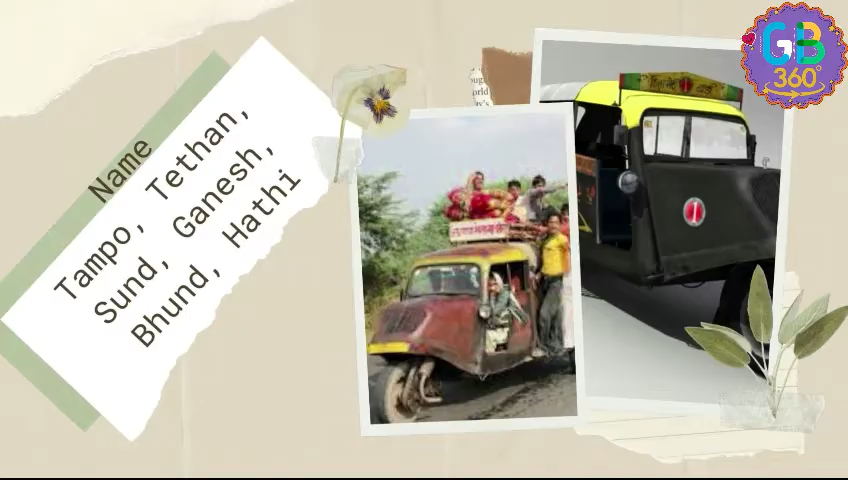 Name
Tampo, Tethan,
Sund, Ganesh,
Bhund, Hathi
GB
360°